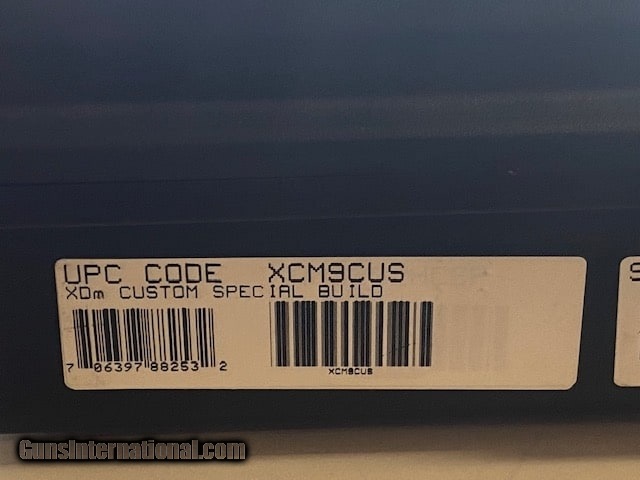 UPC CODE XCM9CUS
XDm CUSTOM SPECIAL BUILD
7 06397 88253 2
XCM9CUS
S
GunsInternational.com